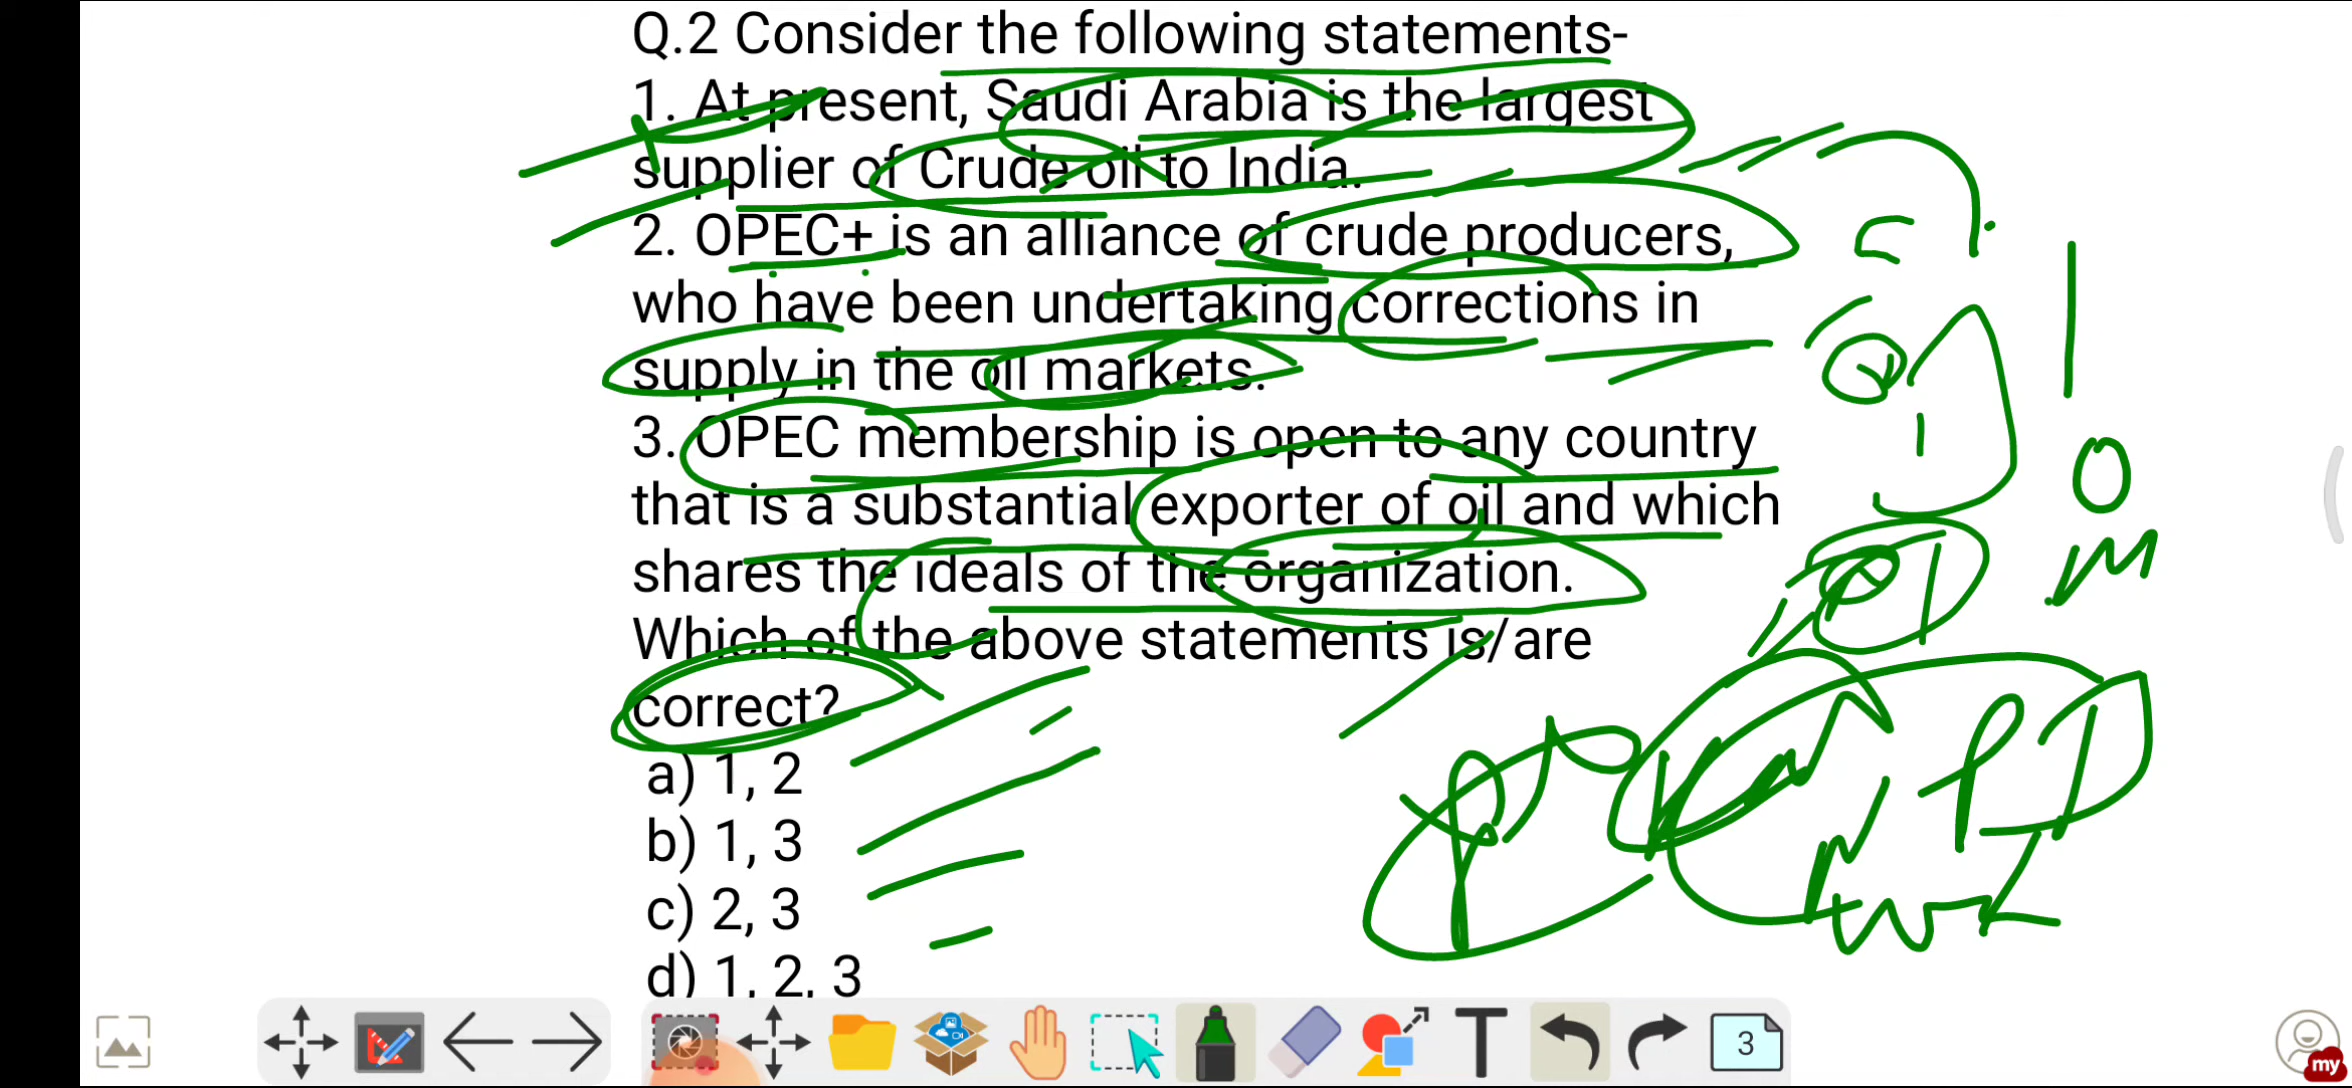 Q.2 Consider the following statements-
1. At present, Saudi Arabia is the largest
supplier of Crude oil to India.
2. OPEC+ is an alliance of crude producers,
who have been undertaking corrections in
supply in the oil markets.
3. OPEC membership is open to any country
that is a substantial exporter of oil and which
shares the ideals of the organization.
Which of the above statements is/are
correct?
a) 1, 2
b) 1, 3
c) 2, 3
d) 1, 2, 3
T
3
my